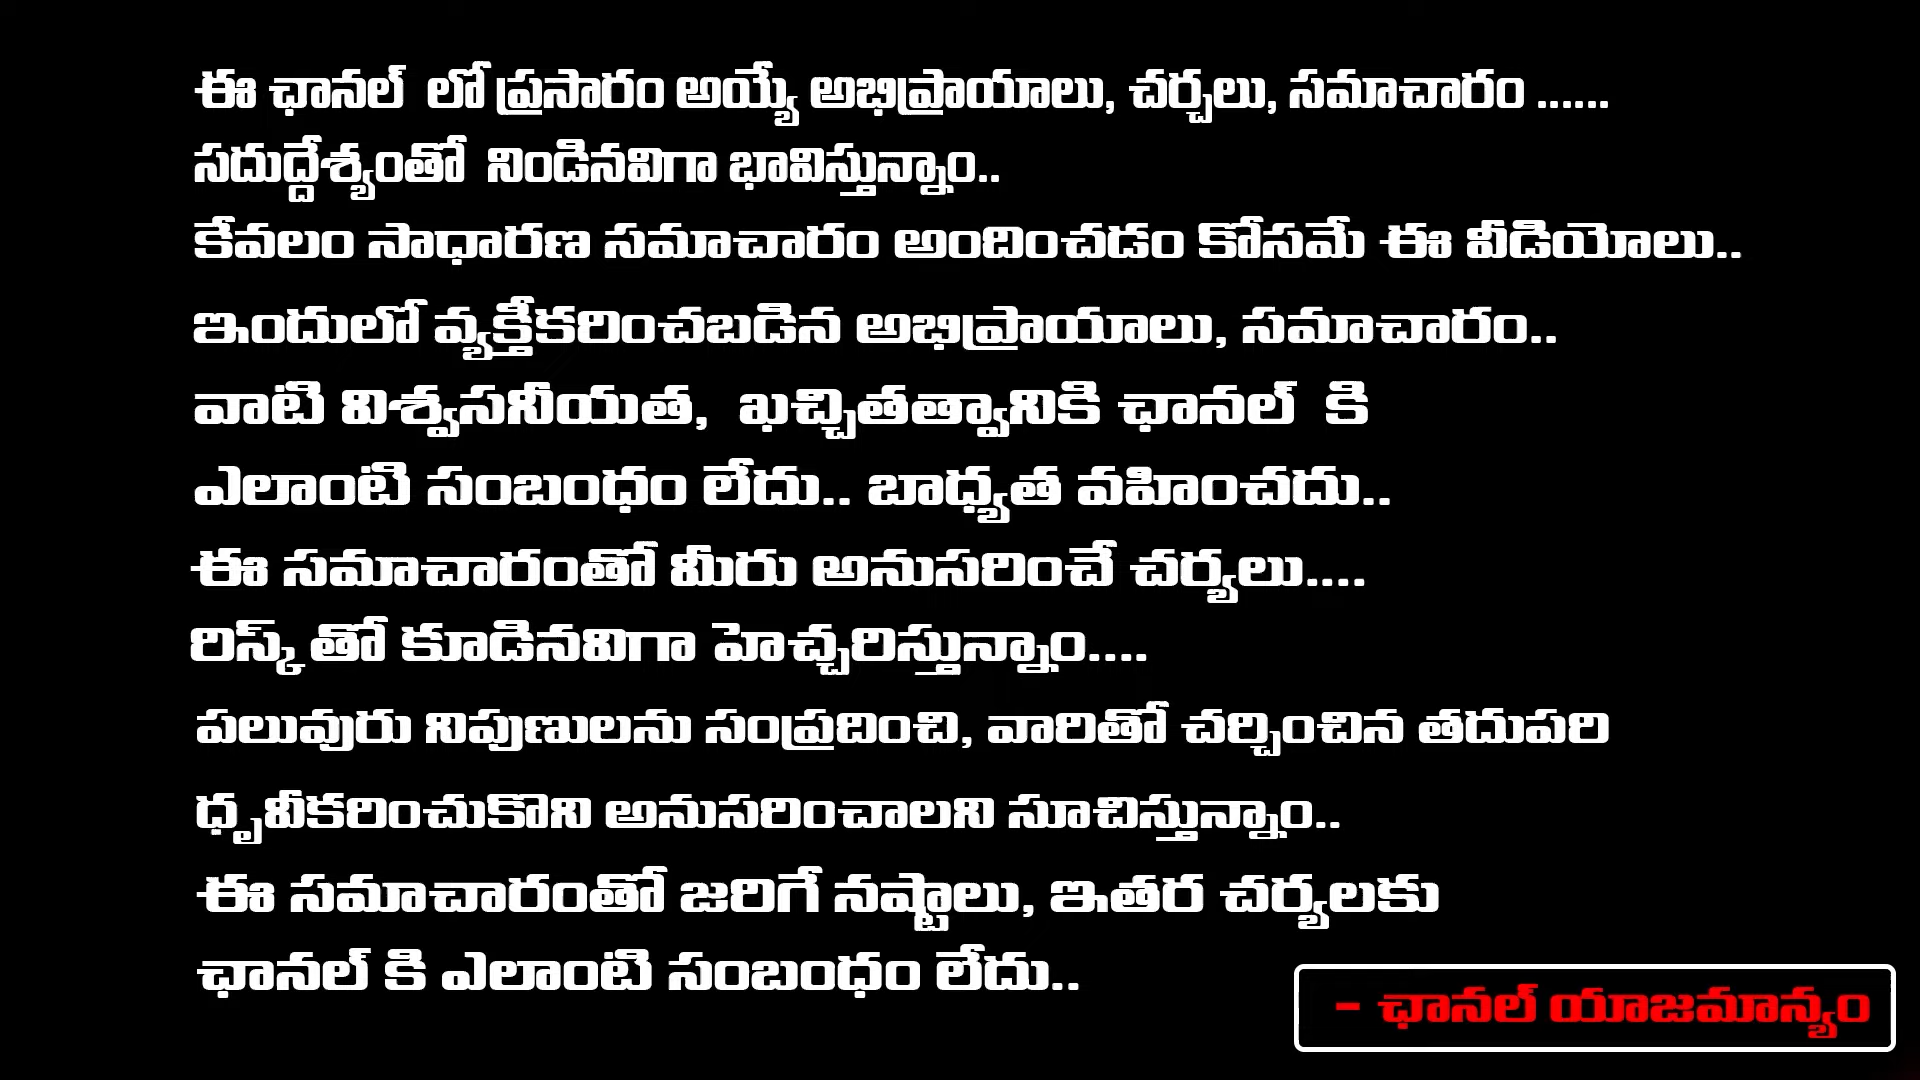 ఈ ఛానల్ లో ప్రసారం అయ్యే అభిప్రాయాలు, చర్చలు, సమాచారం ......
సదుద్దేశ్యంతో నిండినవిగా భావిస్తున్నాం..
కేవలం సాధారణ సమాచారం అందించడం కోసమే ఈ వీడియోలు..
ఇందులో వ్యక్తీకరించబడిన అభిప్రాయాలు, సమాచారం..
వాటి విశ్వసనీయత, ఖచ్చితత్వానికి ఛానల్ కి
ఎలాంటి సంబంధం లేదు.. బాధ్యత వహించదు..
ఈ సమాచారంతో మీరు అనుసరించే చర్యలు....
రిస్క్ తో కూడినవిగా హెచ్చరిస్తున్నాం....
పలువురు నిపుణులను సంప్రదించి, వారితో చర్చించిన తదుపరి
ధృవీకరించుకొని అనుసరించాలని సూచిస్తున్నాం..
ఈ సమాచారంతో జరిగే నష్టాలు, ఇతర చర్యలకు
ఛానల్ కి ఎలాంటి సంబంధం లేదు..
- ఛానల్ యాజమాన్యం